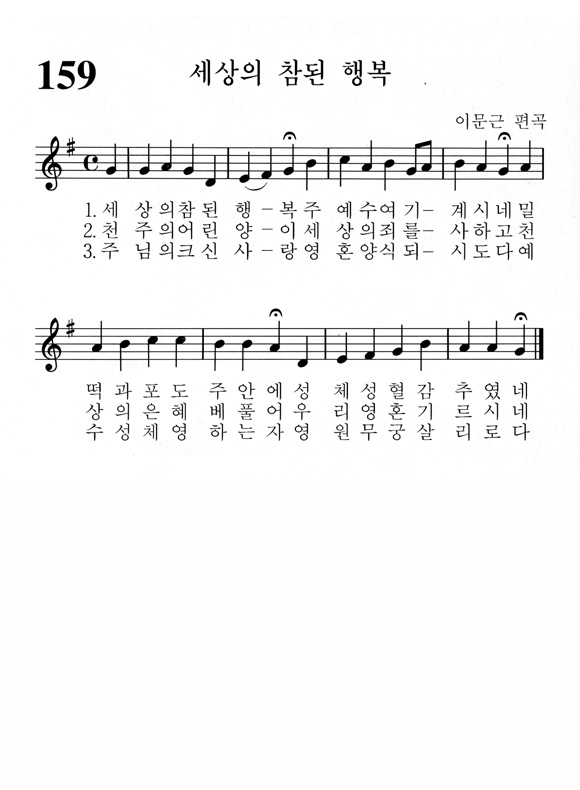 159 세상의 참된 행복
이문근 편곡
1. 세 상의참 된 행 – 복주 예 수여 기 – 계시네밀
2. 천 주의어 린 양 – 이세 상의죄 를 – 사하고천
3. 주 님의크 신 사 – 랑영 혼양식 되 – 시도다예
떡 과 포 도 주 안 에 성 체 성 혈 감 추 였 네
상 의 은 혜 베 풀 어 우 리 영 혼 기 르 시 네
수 성 체 영 하 는 자 영 원 무 궁 살 리 로 다